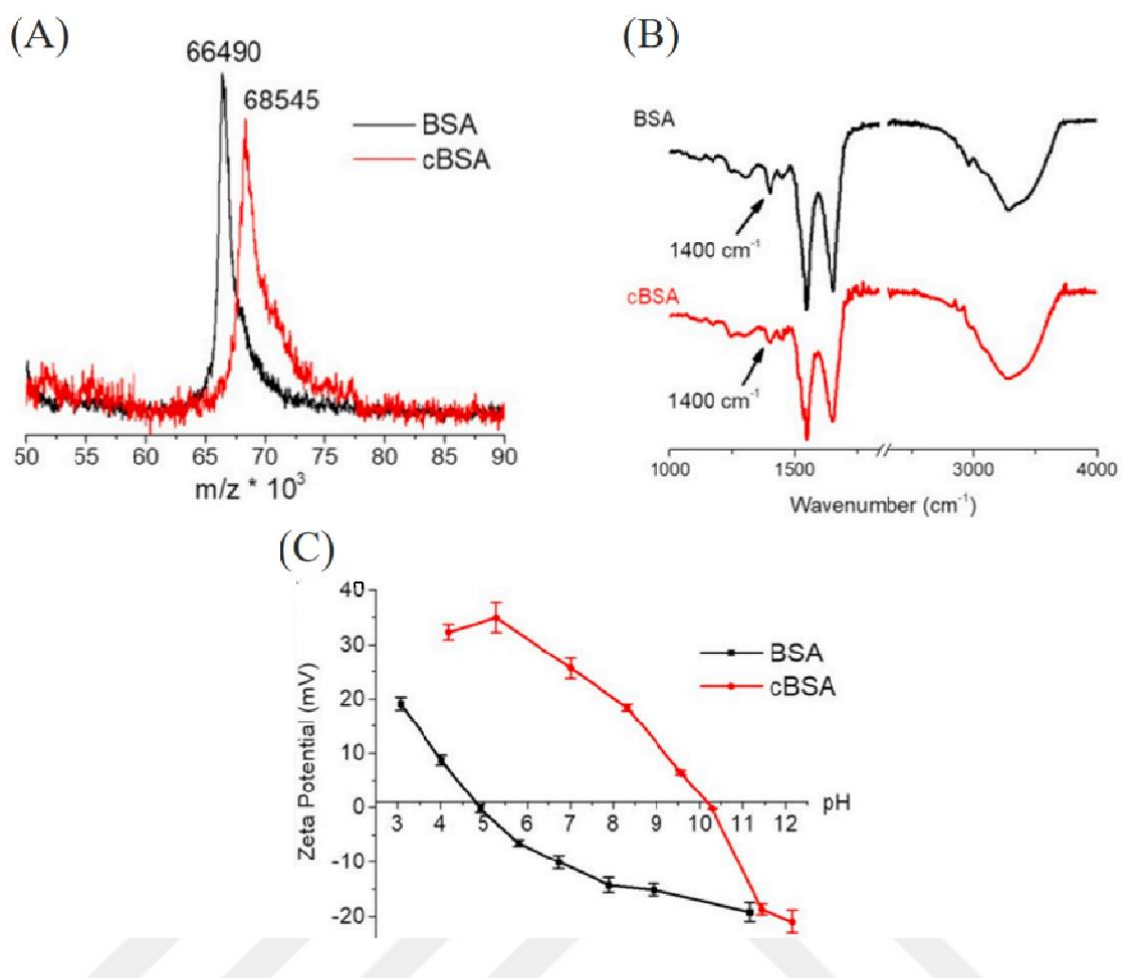 (A)
66490
68545
BSA
cBSA
50 55 60 65 70 75 80 85 90
m/z * 10³
(B)
BSA
1400 cm⁻¹
cBSA
1400 cm⁻¹
1000 1500 3000 4000
Wavenumber (cm⁻¹)
(C)
Zeta Potential (mV)
40
30
20
10
0
-10
-20
BSA
cBSA
3 4 5 6 7 8 9 10 11 12
pH